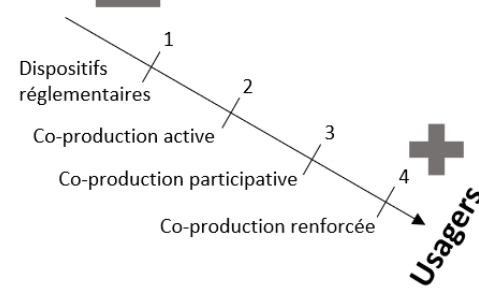 1
Dispositifs
réglementaires
2
Co-production active
3
Co-production participative
4
Co-production renforcée
Usagers